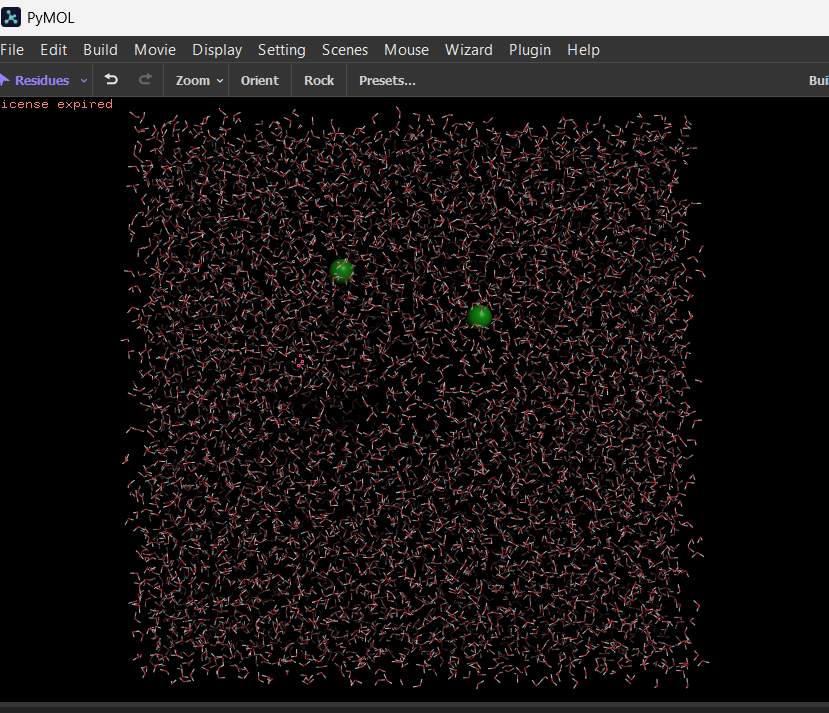 PyMOL
File Edit Build Movie Display Setting Scenes Mouse Wizard Plugin Help
Residues Zoom Orient Rock Presets... Bui
icense expired